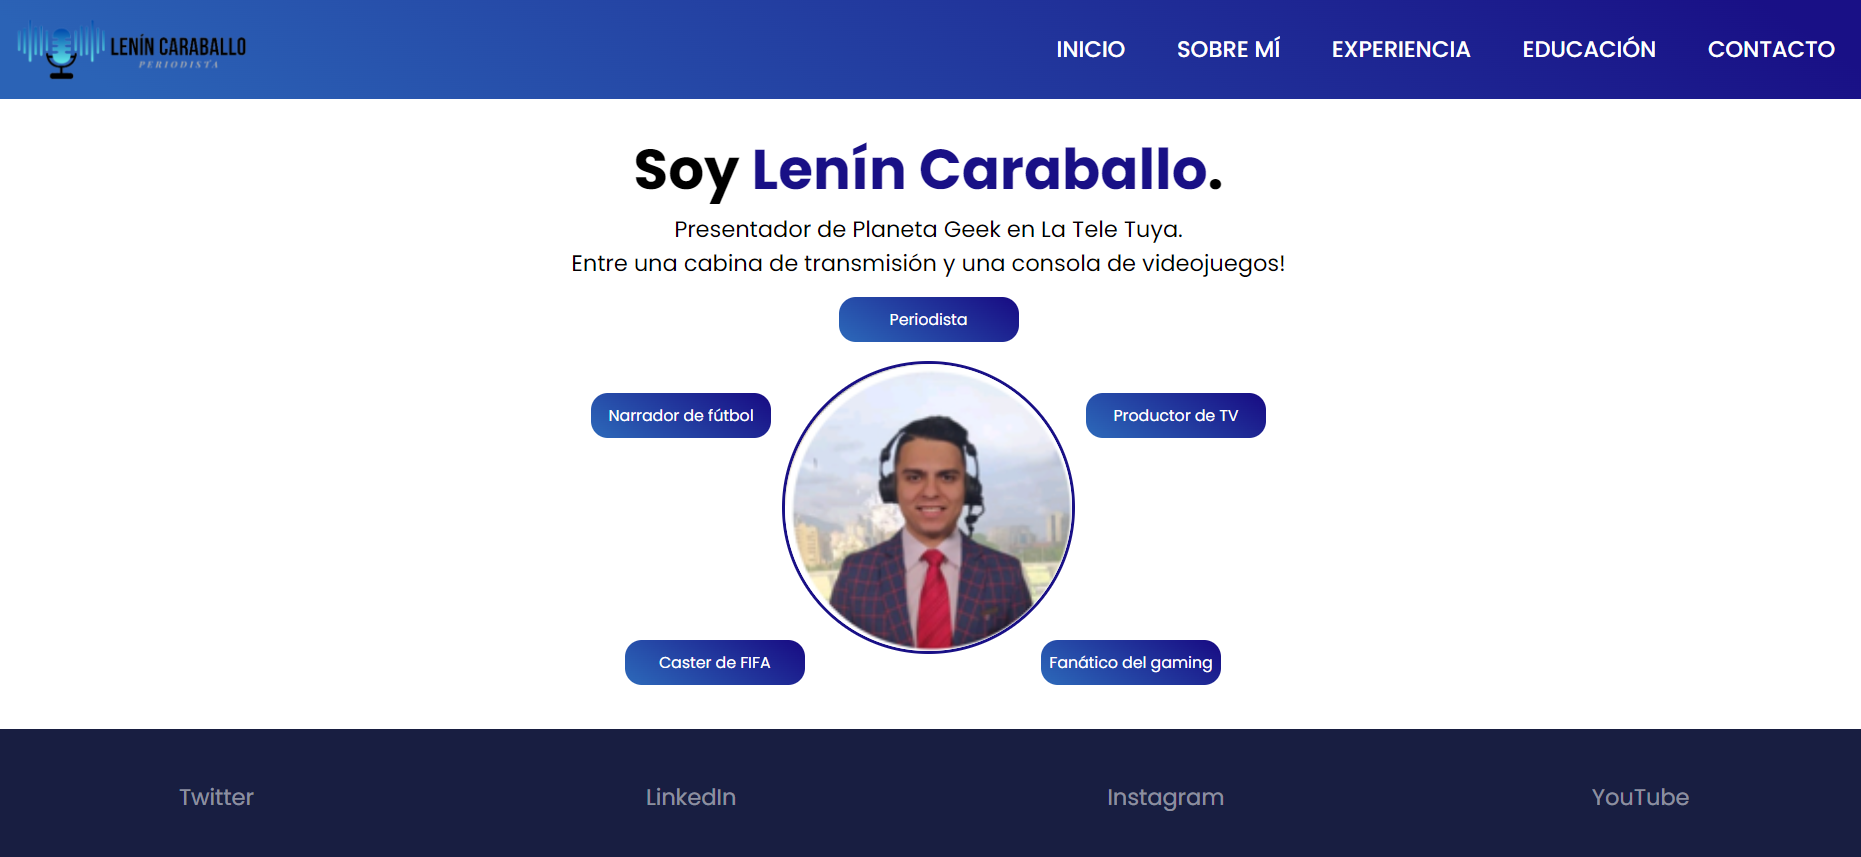 LENÍN CARABALLO
PERIODISTA
INICIO SOBRE MÍ EXPERIENCIA EDUCACIÓN CONTACTO
Soy Lenín Caraballo.
Presentador de Planeta Geek en La Tele Tuya.
Entre una cabina de transmisión y una consola de videojuegos!
Periodista
Narrador de fútbol
Productor de TV
Caster de FIFA
Fanático del gaming
Twitter LinkedIn Instagram YouTube